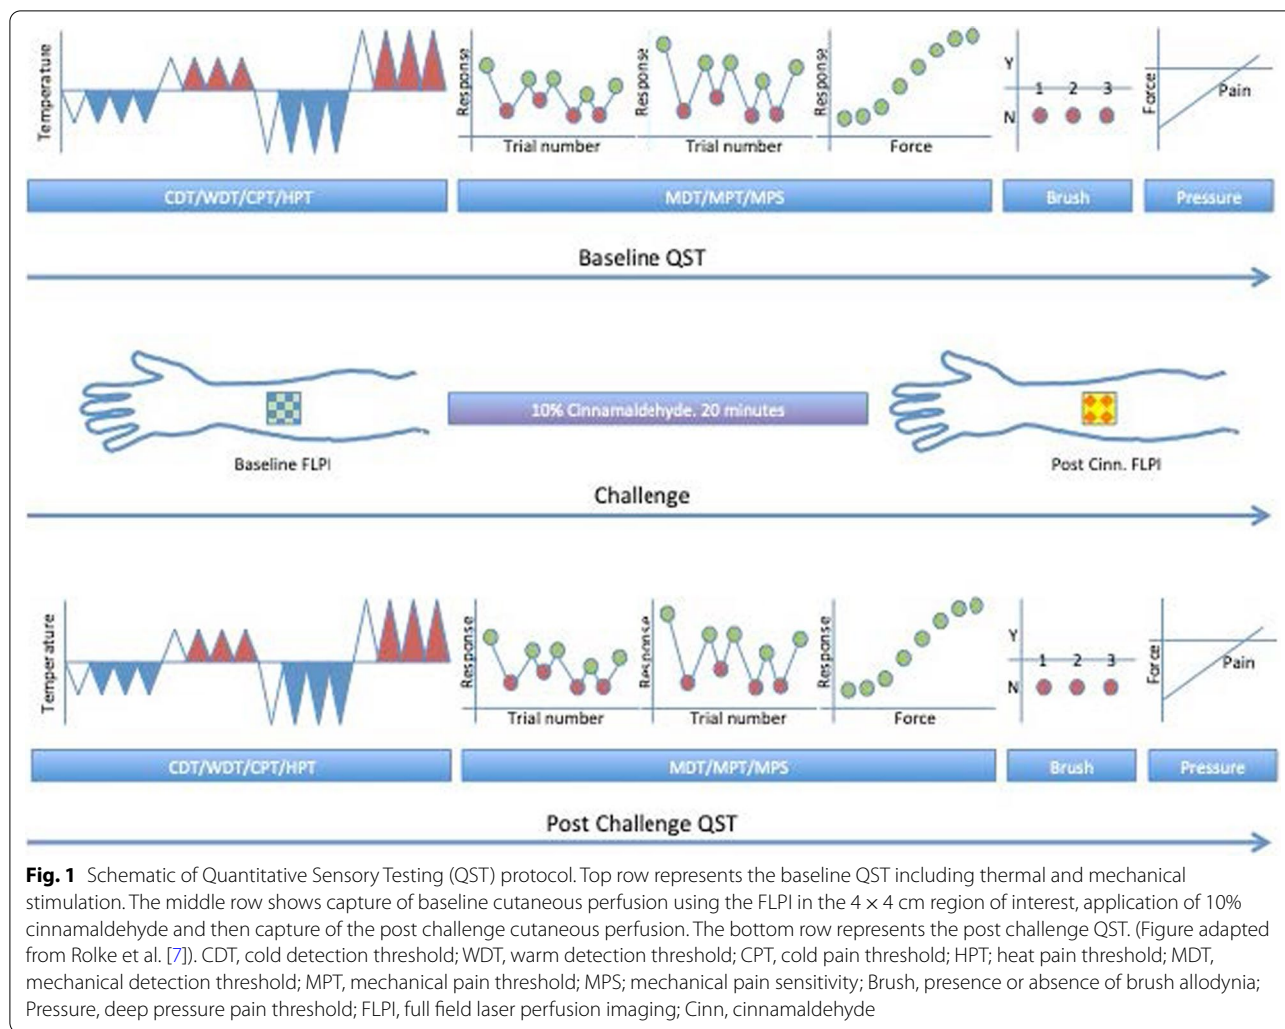 Temperature
Response
Trial number
Response
Trial number
Response
Force
Y
N
1 2 3
Force
Pain
CDT/WDT/CPT/HPT
MDT/MPT/MPS
Brush
Pressure
Baseline QST
10% Cinnamaldehyde. 20 minutes
Baseline FLPI
Post Cinn. FLPI
Challenge
Temperature
Response
Trial number
Response
Trial number
Response
Force
Y
N
1 2 3
Force
Pain
CDT/WDT/CPT/HPT
MDT/MPT/MPS
Brush
Pressure
Post Challenge QST
Fig. 1 Schematic of Quantitative Sensory Testing (QST) protocol. Top row represents the baseline QST including thermal and mechanical
stimulation. The middle row shows capture of baseline cutaneous perfusion using the FLPI in the 4 × 4 cm region of interest, application of 10%
cinnamaldehyde and then capture of the post challenge cutaneous perfusion. The bottom row represents the post challenge QST. (Figure adapted
from Rolke et al. [7]). CDT, cold detection threshold; WDT, warm detection threshold; CPT, cold pain threshold; HPT; heat pain threshold; MDT,
mechanical detection threshold; MPT, mechanical pain threshold; MPS; mechanical pain sensitivity; Brush, presence or absence of brush allodynia;
Pressure, deep pressure pain threshold; FLPI, full field laser perfusion imaging; Cinn, cinnamaldehyde